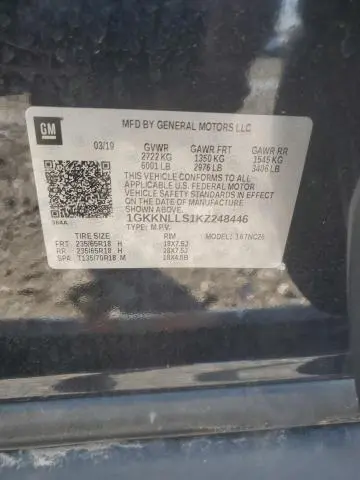 GM
MFD BY GENERAL MOTORS LLC
03/19 GVWR GAWR FRT GAWR RR
2722 KG 1350 KG 1545 KG
6001 LB 2976 LB 3406 LB
THIS VEHICLE CONFORMS TO ALL APPLICABLE
U.S. FEDERAL MOTOR VEHICLE SAFETY
STANDARDS IN EFFECT ON THE DATE OF
MANUFACTURE SHOWN ABOVE.
1GKKNLLS1KZ248446
TYPE: M.P.V. MODEL: 1
TIRE SIZE RIM
FRT: 235/65R18 H 18X7.5J
RR: 235/65R18 H 18X7.5J
SPA: T135/70R18 M 18X4.5B